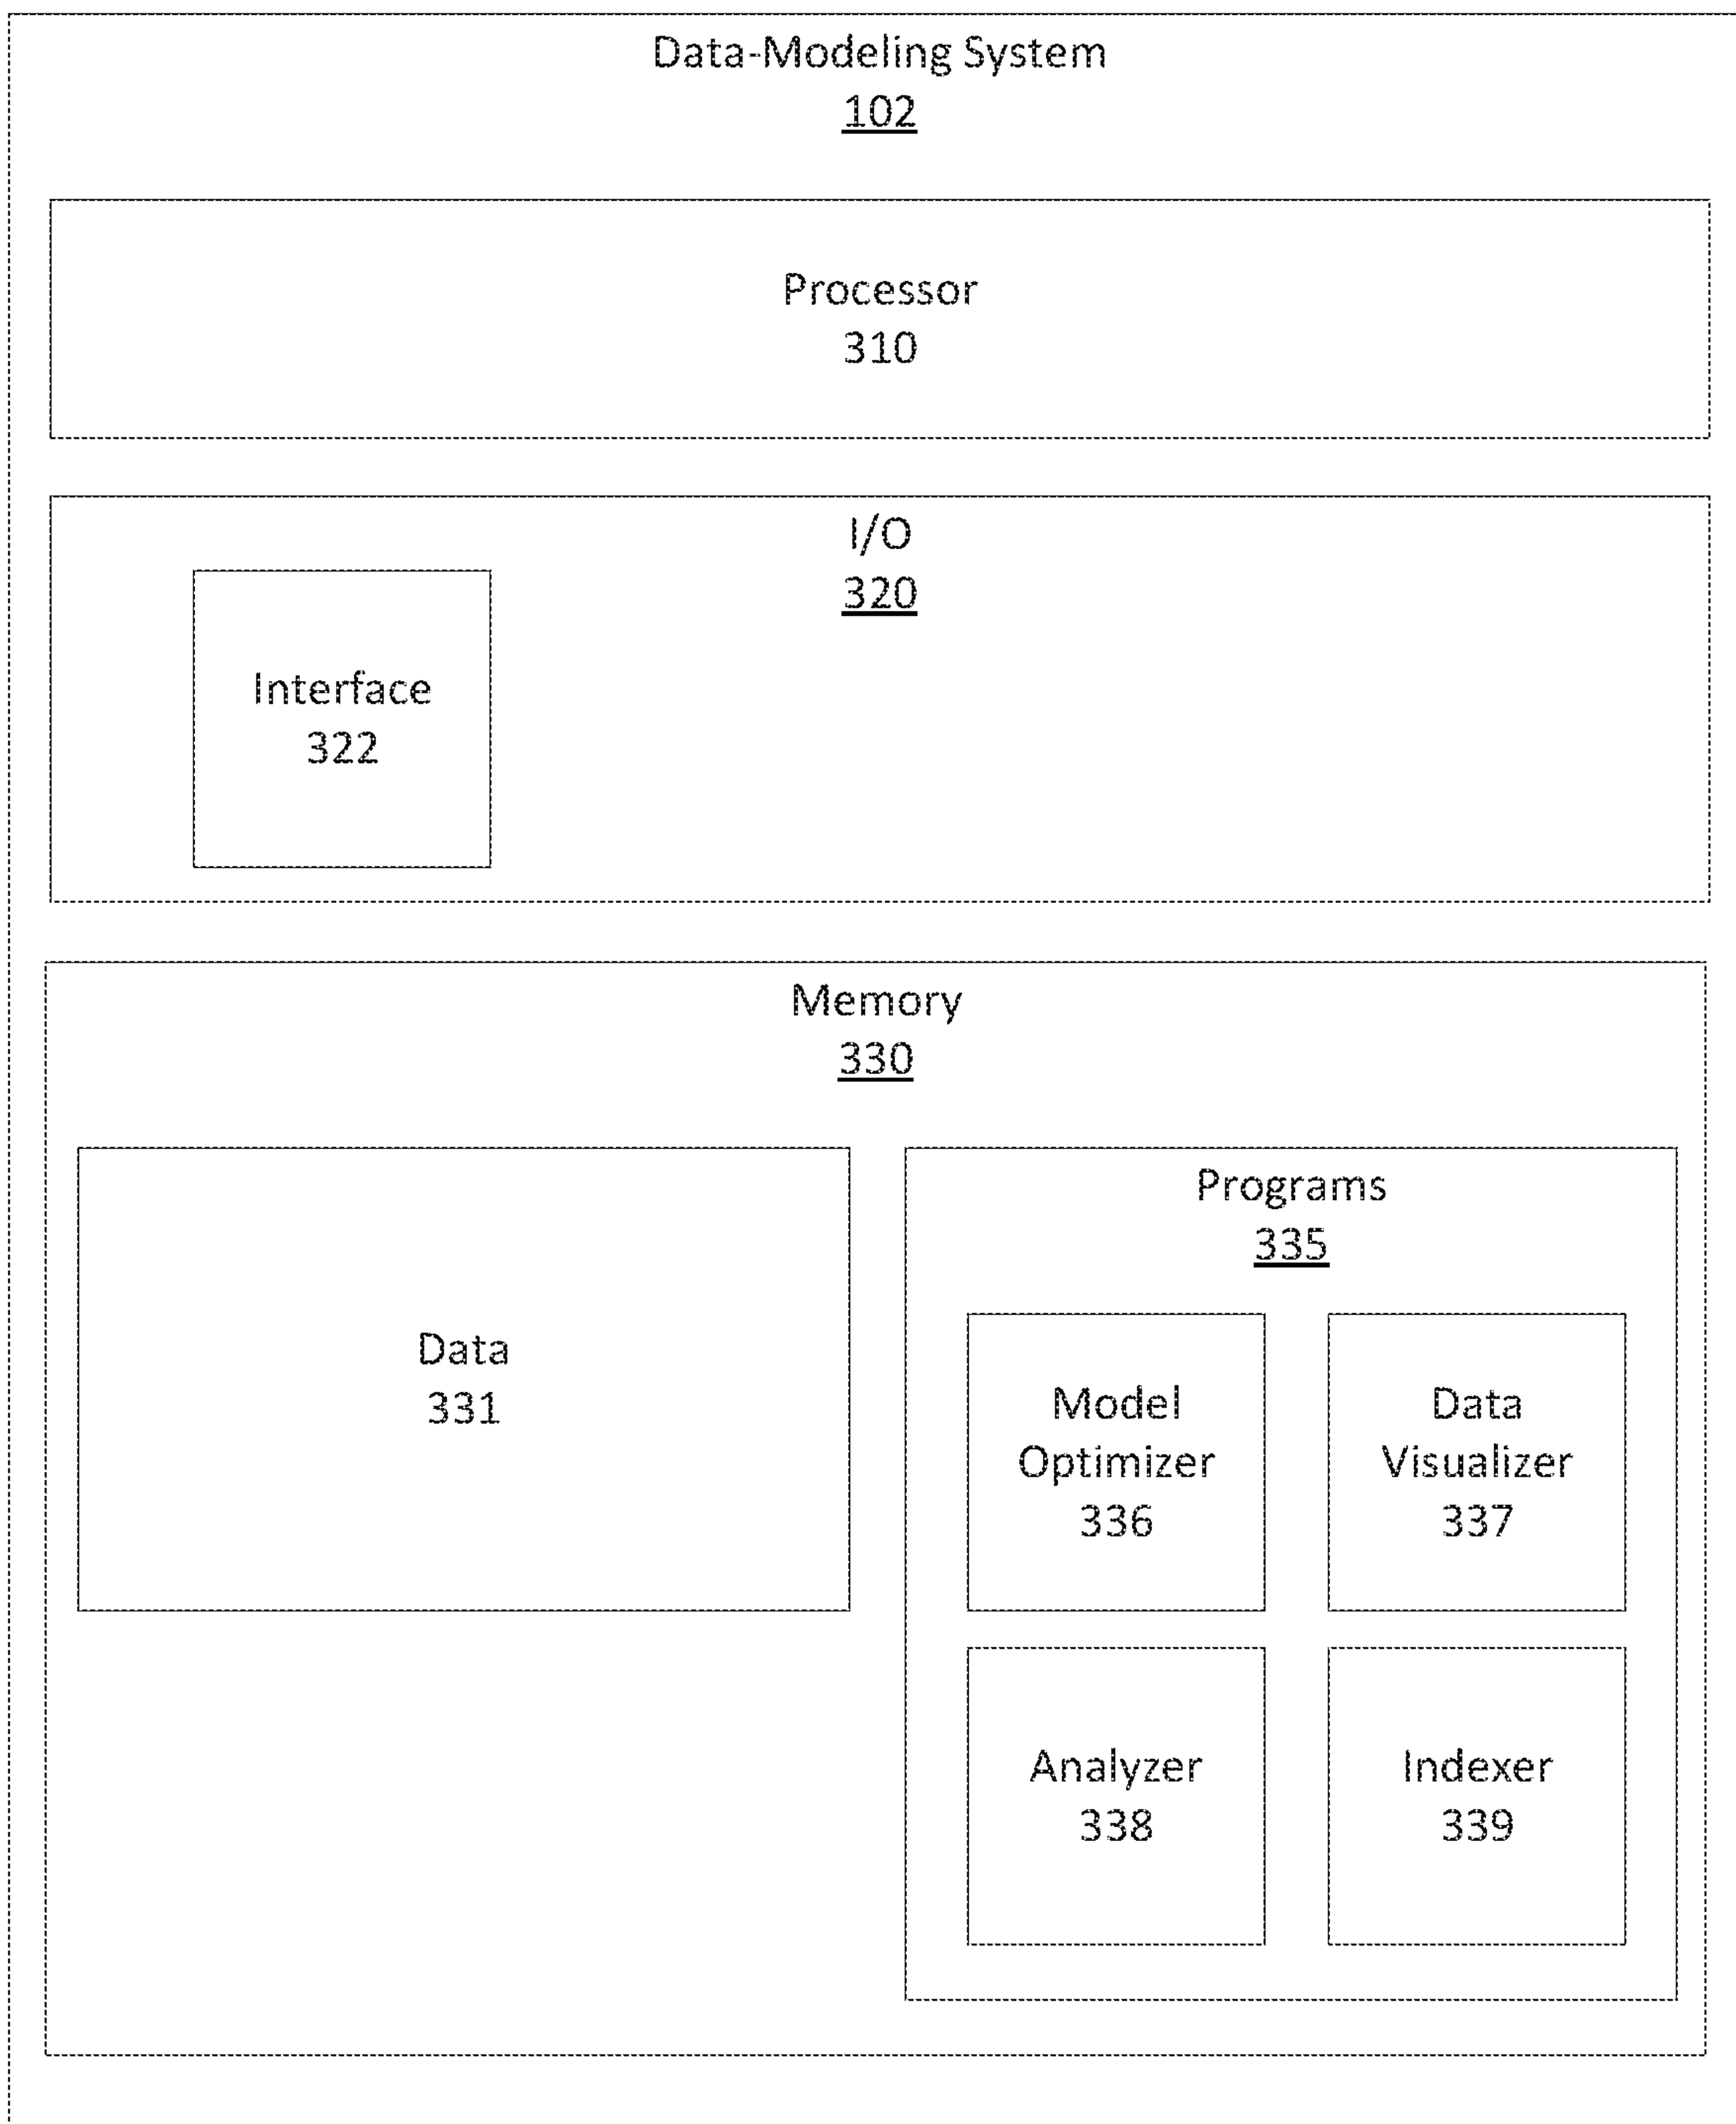 Data-Modeling System
102
Processor
310
I/O
320
Interface
322
Memory
330
Data
331
Programs
335
Model
Optimizer
336
Data
Visualizer
337
Analyzer
338
Indexer
339